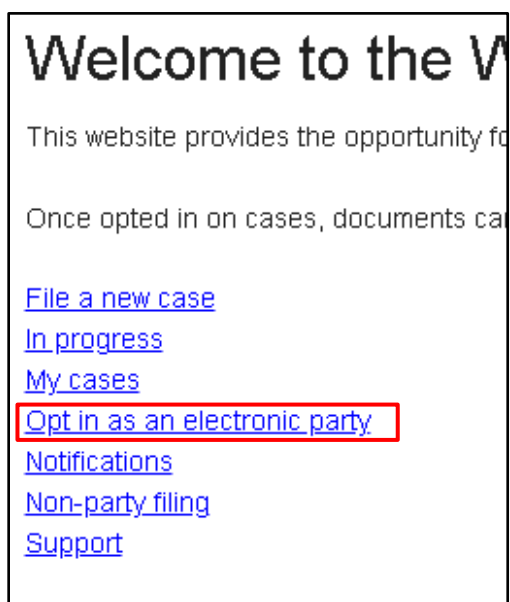 Welcome to the W
This website provides the opportunity fo
Once opted in on cases, documents ca
File a new case
In progress
My cases
Opt in as an electronic party
Notifications
Non-party filing
Support